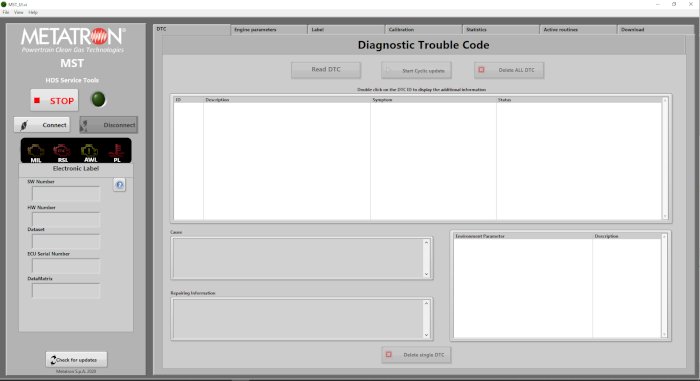 MST_M.vi
File View Help
METATRON®
Powertrain Clean Gas Technologies
MST
HDS Service Tools
STOP
Connect Disconnect
MIL RSL AWL PL
Electronic Label
SW Number
HW Number
Dataset
ECU Serial Number
DataMatrix
Check for updates
Metatron S.p.A. 2020
DTC Engine parameters Label Calibration Statistics Active routines Download
Diagnostic Trouble Code
Read DTC Start Cyclic update Delete ALL DTC
Double click on the DTC ID to display the additional information
ID Description Symptom Status
Cause
Repairing Information
Environment Parameter Description
Delete single DTC